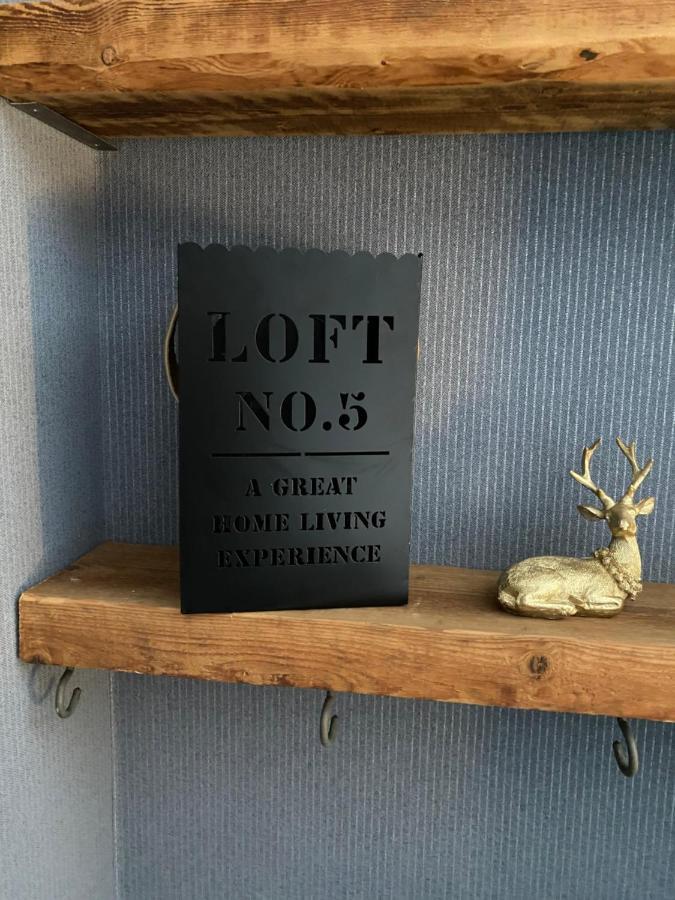 LOFT
NO.5
A GREAT
HOME LIVING
EXPERIENCE